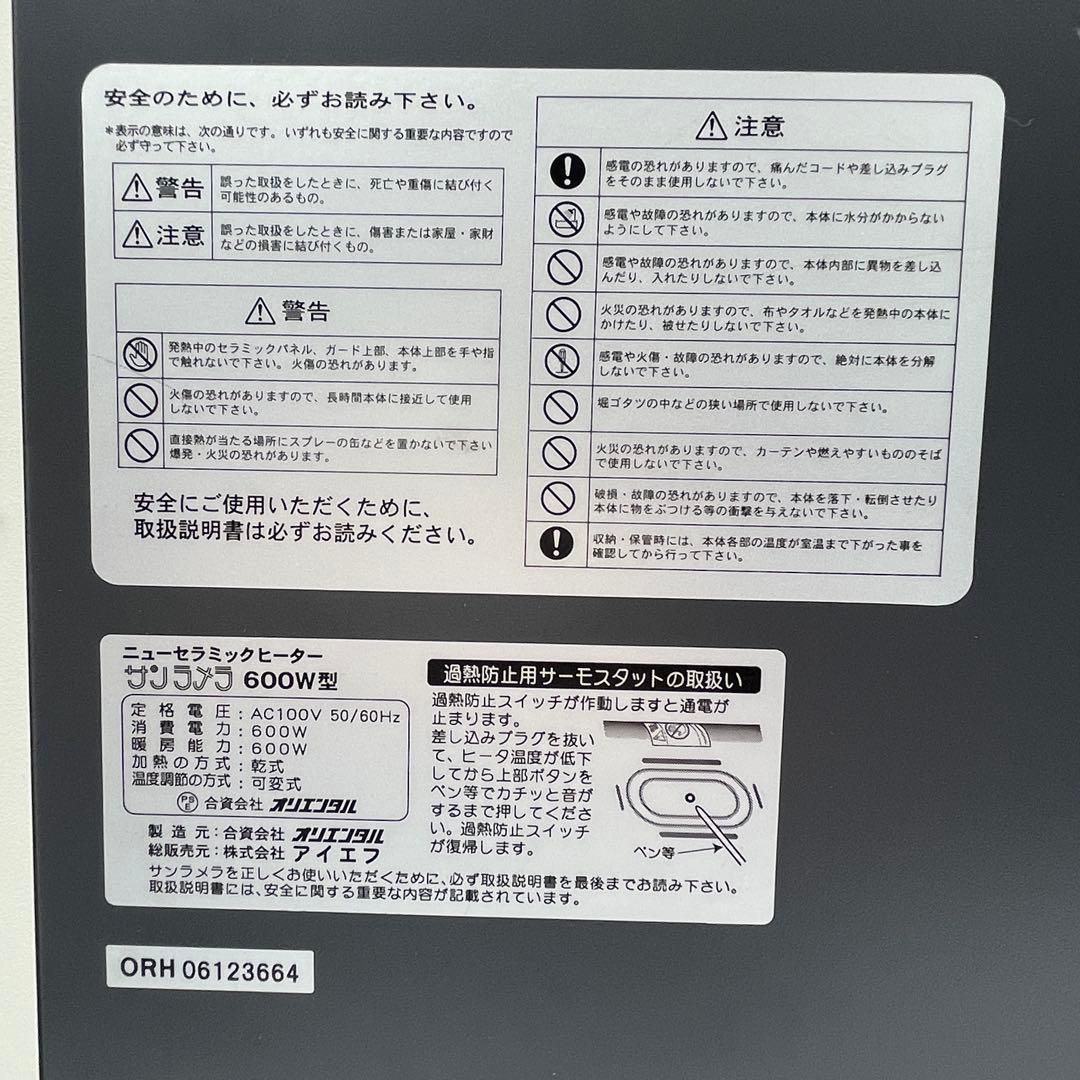 安全のために、必ずお読み下さい。
*表示の意味は、次の通りです。いずれも安全に関する重要な内容ですので
必ず守って下さい。
警告
誤った取扱をしたときに、死亡や重傷に結び付く
可能性のあるもの。
注意
誤った取扱をしたときに、傷害または家屋・家財
などの損害に結び付くもの。
警告
発熱中のセラミックパネル、ガード上部、本体上部を手や指
で触れないで下さい。火傷の恐れがあります。
火傷の恐れがありますので、長時間本体に接近して使用
しないで下さい。
直接熱が当たる場所にスプレーの缶などを置かないで下さい
爆発・火災の恐れがあります。
安全にご使用いただくために、
取扱説明書は必ずお読みください。
注意
感電の恐れがありますので、痛んだコードや差し込みプラグ
をそのまま使用しないで下さい。
感電や故障の恐れがありますので、本体に水分がかからない
ようにして下さい。
感電や故障の恐れがありますので、本体内部に異物を差し込
んだり、入れたりしないで下さい。
火災の恐れがありますので、布やタオルなどを発熱中の本体に
かけたり、被せたりしないで下さい。
感電や火傷・故障の恐れがありますので、絶対に本体を分解
しないで下さい。
堀ゴタツの中などの狭い場所で使用しないで下さい。
火災の恐れがありますので、カーテンや燃えやすいもののそば
で使用しないで下さい。
破損・故障の恐れがありますので、本体を落下・転倒させたり
本体に物をぶつける等の衝撃を与えないで下さい。
収納・保管時には、本体各部の温度が室温まで下がった事を
確認してから行って下さい。
ニューセラミックヒーター
サンラメラ 600W型
定格電圧:AC100V 50/60Hz
消費電力:600W
暖房能力:600W
加熱の方式:乾式
温度調節の方式:可変式
PSE 合資会社 オリエンタル
製造元:合資会社 オリエンタル
総販売元:株式会社 アイエフ
過熱防止用サーモスタットの取扱い
過熱防止スイッチが作動しますと通電が
止まります。
差し込みプラグを抜い
て、ヒータ温度が低下
してから上部ボタンを
ペン等でカチッと音が
するまで押してくださ
い。過熱防止スイッチ
が復帰します。
ペン等
サンラメラを正しくお使いいただくために、必ず取扱説明書を最後までお読み下さい。
取扱説明書には、安全に関する重要な内容が記載されています。
ORH 06123664